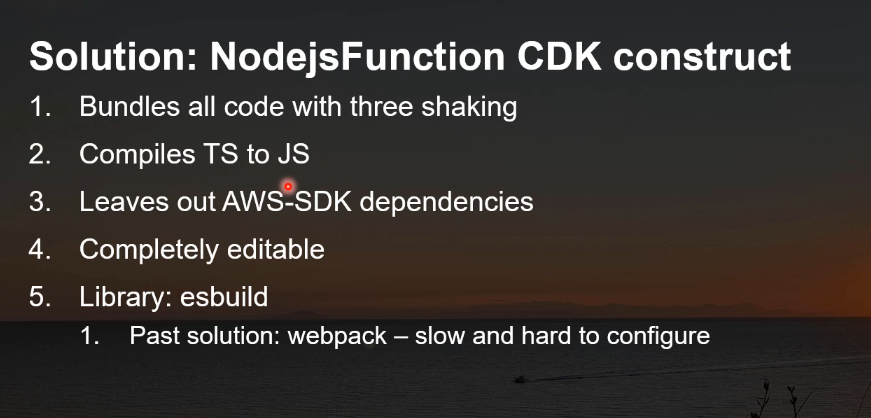 Solution: NodejsFunction CDK construct
1. Bundles all code with three shaking
2. Compiles TS to JS
3. Leaves out AWS-SDK dependencies
4. Completely editable
5. Library: esbuild
1. Past solution: webpack – slow and hard to configure